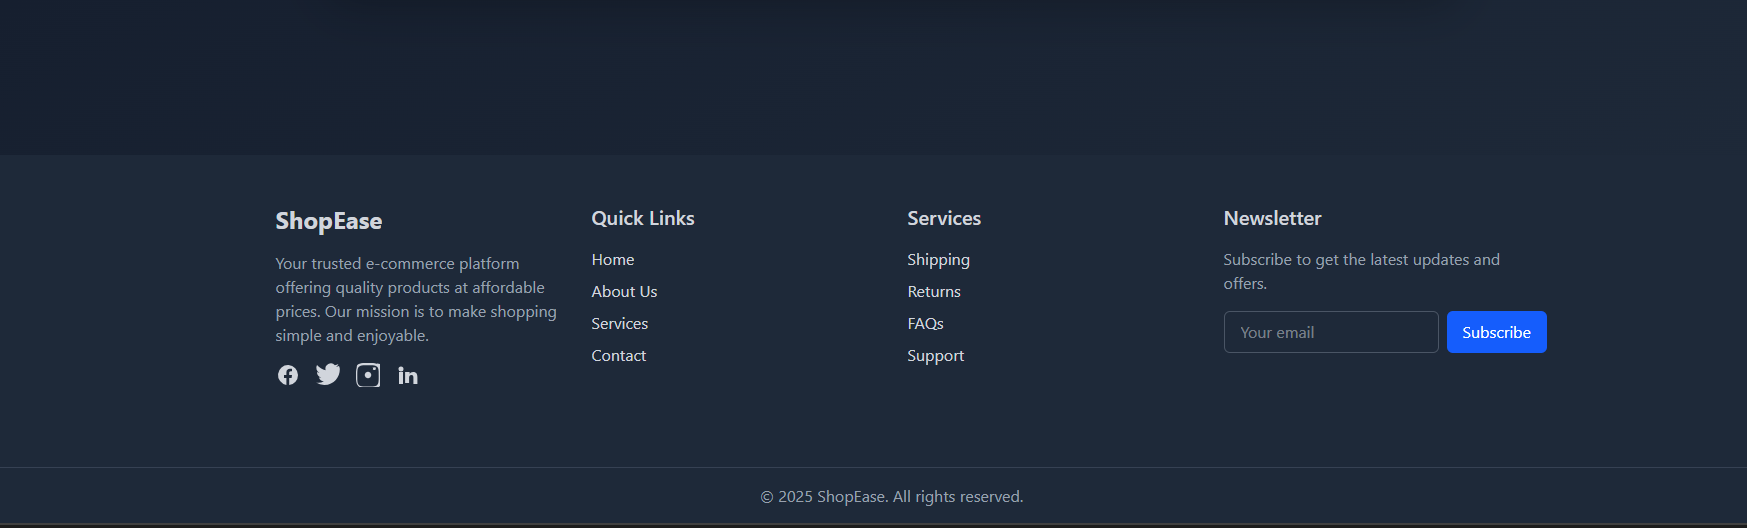 ShopEase
Your trusted e-commerce platform
offering quality products at affordable
prices. Our mission is to make shopping
simple and enjoyable.
Quick Links
Home
About Us
Services
Contact
Services
Shipping
Returns
FAQs
Support
Newsletter
Subscribe to get the latest updates and
offers.
Your email
Subscribe
© 2025 ShopEase. All rights reserved.